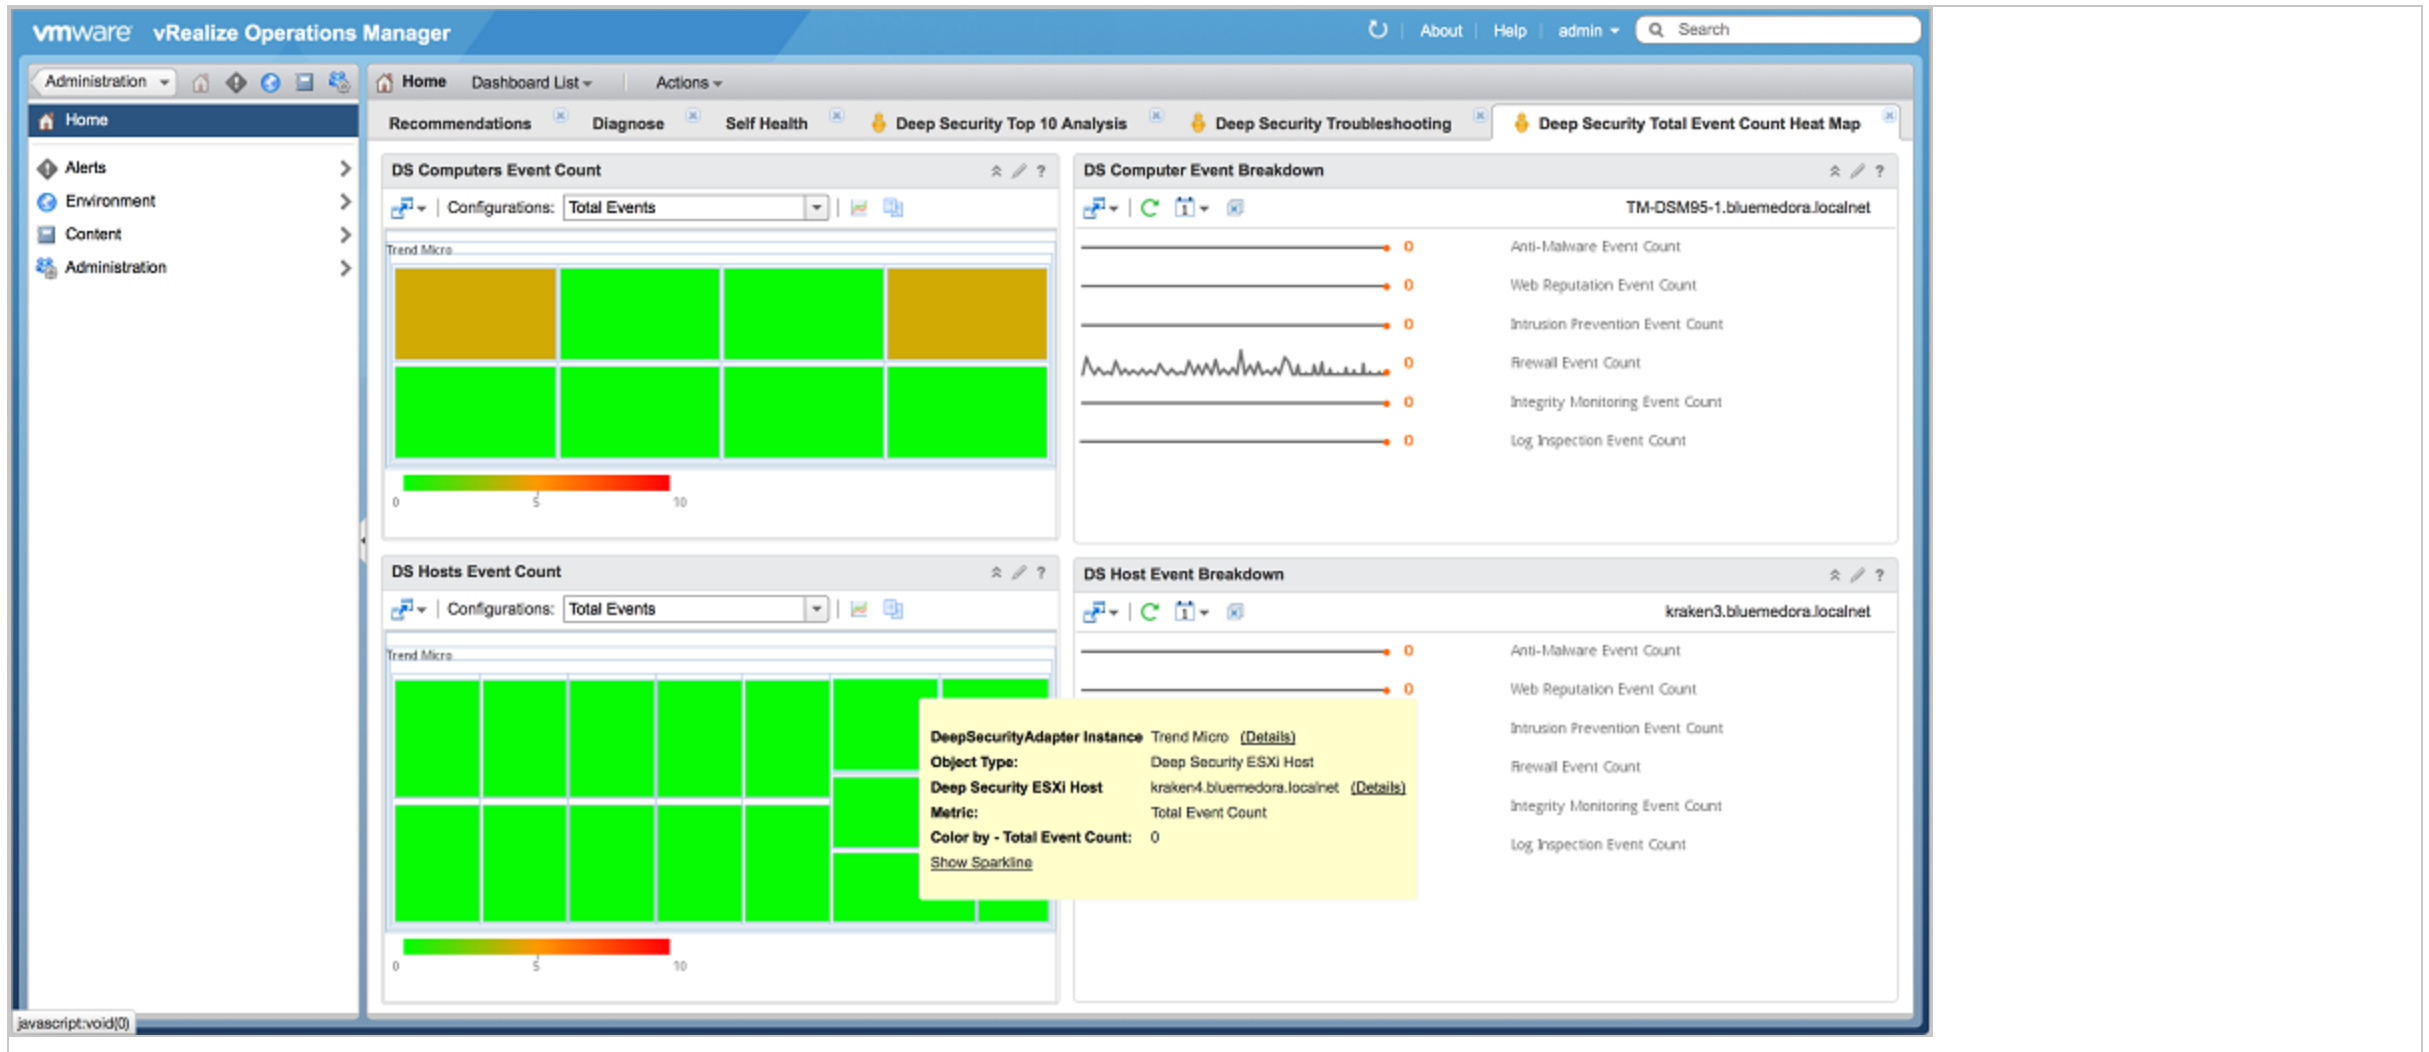 vmware vRealize Operations Manager
About Help admin Search
Administration
Home Dashboard List Actions
Home
Recommendations Diagnose Self Health Deep Security Top 10 Analysis Deep Security Troubleshooting Deep Security Total Event Count Heat Map
Alerts
Environment
Content
Administration
DS Computers Event Count
Configurations: Total Events
Trend Micro
0 5 10
DS Computer Event Breakdown
TM-DSM95-1.bluemedora.localnet
0 Anti-Malware Event Count
0 Web Reputation Event Count
0 Intrusion Prevention Event Count
0 Firewall Event Count
0 Integrity Monitoring Event Count
0 Log Inspection Event Count
DS Hosts Event Count
Configurations: Total Events
Trend Micro
0 5 10
DS Host Event Breakdown
kraken3.bluemedora.localnet
0 Anti-Malware Event Count
0 Web Reputation Event Count
Intrusion Prevention Event Count
Firewall Event Count
Integrity Monitoring Event Count
Log Inspection Event Count
DeepSecurityAdapter Instance Trend Micro (Details)
Object Type: Deep Security ESXi Host
Deep Security ESXi Host kraken4.bluemedora.localnet (Details)
Metric: Total Event Count
Color by - Total Event Count: 0
Show Sparkline
javascript:void(0)